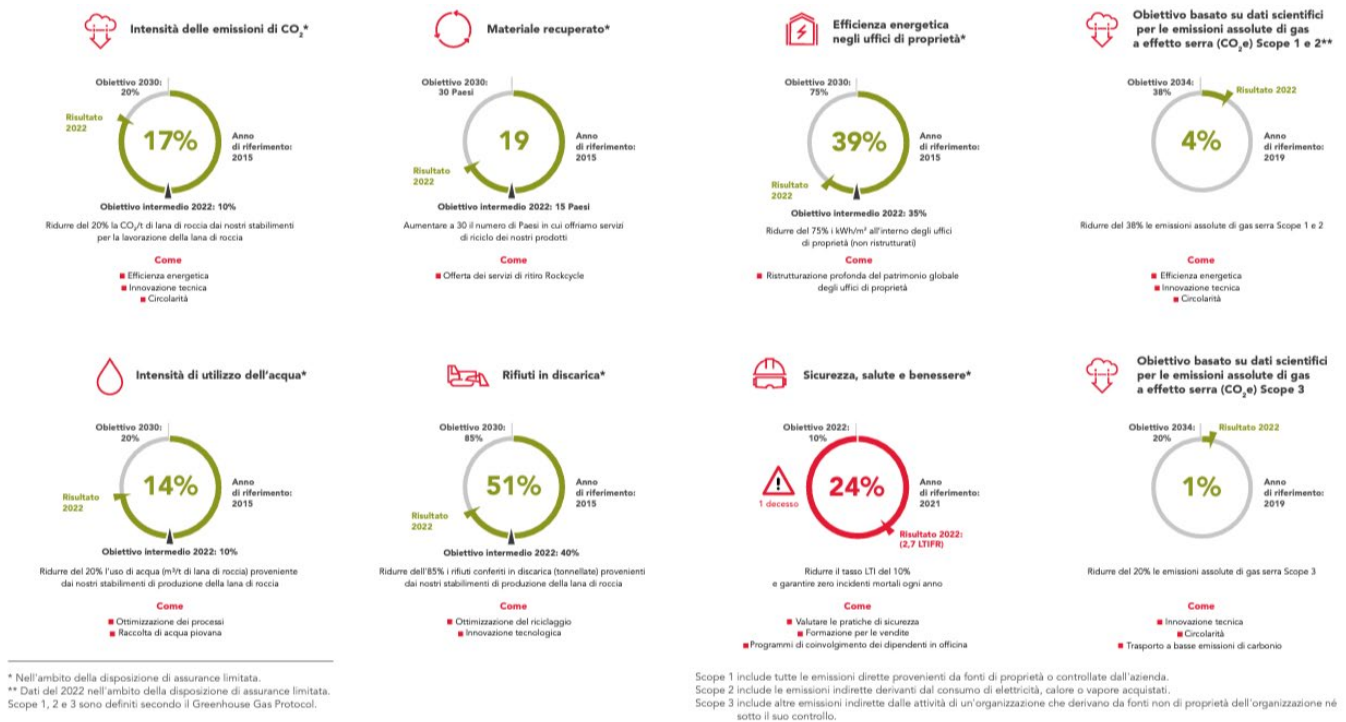 Intensità delle emissioni di CO₂*
Obiettivo 2030:
20%
Risultato
2022
17%
Anno
di riferimento:
2015
Obiettivo intermedio 2022: 10%
Ridurre del 20% la CO₂/t di lana di roccia dai nostri stabilimenti
per la lavorazione della lana di roccia
Come
■ Efficienza energetica
■ Innovazione tecnica
■ Circolarità
Materiale recuperato*
Obiettivo 2030:
30 Paesi
19
Anno
di riferimento:
2015
Risultato
2022
Obiettivo intermedio 2022: 15 Paesi
Aumentare a 30 il numero di Paesi in cui offriamo servizi
di riciclo dei nostri prodotti
Come
■ Offerta dei servizi di ritiro Rockcycle
Efficienza energetica
negli uffici di proprietà*
Obiettivo 2030:
75%
39%
Anno
di riferimento:
2015
Risultato
2022
Obiettivo intermedio 2022: 35%
Ridurre del 75% i kWh/m² all'interno degli uffici
di proprietà (non ristrutturati)
Come
■ Ristrutturazione profonda del patrimonio globale
degli uffici di proprietà
Obiettivo basato su dati scientifici
per le emissioni assolute di gas
a effetto serra (CO₂e) Scope 1 e 2**
Obiettivo 2034:
38%
Risultato 2022
4%
Anno
di riferimento:
2019
Ridurre del 38% le emissioni assolute di gas serra Scope 1 e 2
Come
■ Efficienza energetica
■ Innovazione tecnica
■ Circolarità
Intensità di utilizzo dell'acqua*
Obiettivo 2030:
20%
14%
Anno
di riferimento:
2015
Risultato
2022
Obiettivo intermedio 2022: 10%
Ridurre del 20% l'uso di acqua (m³/t di lana di roccia) proveniente
dai nostri stabilimenti di produzione della lana di roccia
Come
■ Ottimizzazione dei processi
■ Raccolta di acqua piovana
Rifiuti in discarica*
Obiettivo 2030:
85%
51%
Anno
di riferimento:
2015
Risultato
2022
Obiettivo intermedio 2022: 40%
Ridurre dell'85% i rifiuti conferiti in discarica (tonnellate) provenienti
dai nostri stabilimenti di produzione della lana di roccia
Come
■ Ottimizzazione del riciclaggio
■ Innovazione tecnologica
Sicurezza, salute e benessere*
Obiettivo 2022:
10%
1 decesso
24%
Anno
di riferimento:
2021
Risultato 2022:
(2,7 LTIFR)
Ridurre il tasso LTI del 10%
e garantire zero incidenti mortali ogni anno
Come
■ Valutare le pratiche di sicurezza
■ Formazione per le vendite
■ Programmi di coinvolgimento dei dipendenti in officina
Obiettivo basato su dati scientifici
per le emissioni assolute di gas
a effetto serra (CO₂e) Scope 3
Obiettivo 2034:
20%
Risultato 2022
1%
Anno
di riferimento:
2019
Ridurre del 20% le emissioni assolute di gas serra Scope 3
Come
■ Innovazione tecnica
■ Circolarità
■ Trasporto a basse emissioni di carbonio
* Nell'ambito della disposizione di assurance limitata.
** Dati del 2022 nell'ambito della disposizione di assurance limitata.
Scope 1, 2 e 3 sono definiti secondo il Greenhouse Gas Protocol.
Scope 1 include tutte le emissioni dirette provenienti da fonti di proprietà o controllate dall'azienda.
Scope 2 include le emissioni indirette derivanti dal consumo di elettricità, calore o vapore acquistati.
Scope 3 include altre emissioni indirette dalle attività di un'organizzazione che derivano da fonti non di proprietà dell'organizzazione né
sotto il suo controllo.